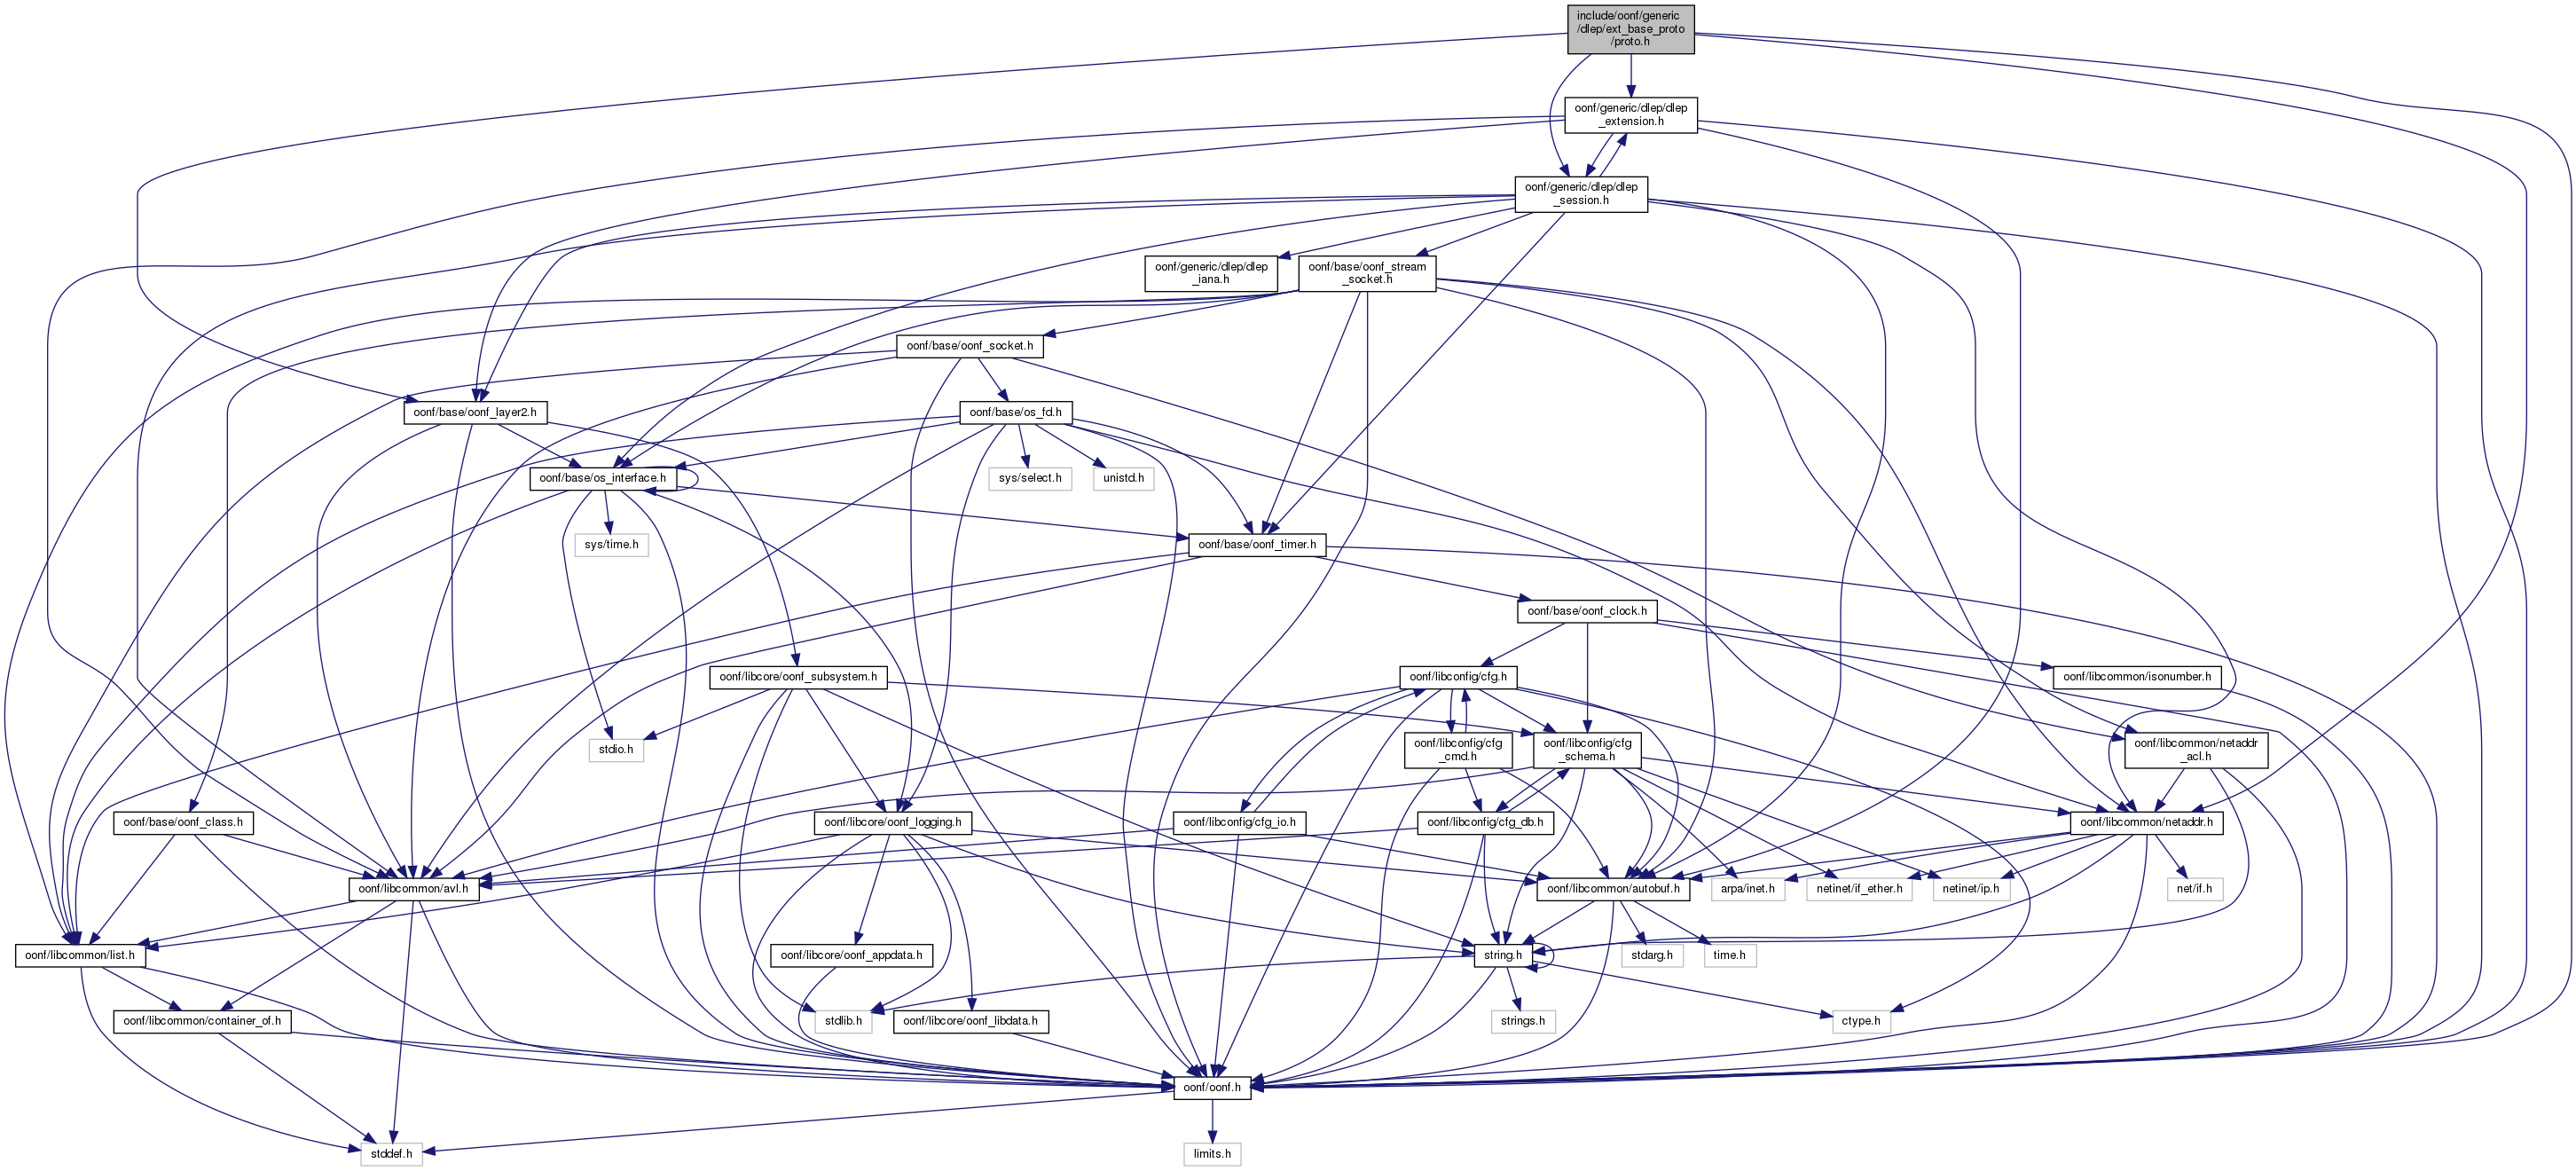 include/oonf/generic
/dlep/ext_base_proto
/proto.h
oonf/generic/dlep/dlep
_extension.h
oonf/generic/dlep/dlep
_session.h
oonf/generic/dlep/dlep
_iana.h
oonf/base/oonf_stream
_socket.h
oonf/base/oonf_socket.h
oonf/base/oonf_layer2.h
oonf/base/os_fd.h
oonf/base/os_interface.h
sys/select.h
unistd.h
sys/time.h
oonf/base/oonf_timer.h
oonf/base/oonf_clock.h
oonf/libcore/oonf_subsystem.h
oonf/libconfig/cfg.h
oonf/libcommon/isonumber.h
stdio.h
oonf/libconfig/cfg
_cmd.h
oonf/libconfig/cfg
_schema.h
oonf/libcommon/netaddr
_acl.h
oonf/base/oonf_class.h
oonf/libcore/oonf_logging.h
oonf/libconfig/cfg_io.h
oonf/libconfig/cfg_db.h
oonf/libcommon/netaddr.h
oonf/libcommon/avl.h
oonf/libcommon/autobuf.h
arpa/inet.h
netinet/if_ether.h
netinet/ip.h
net/if.h
oonf/libcommon/list.h
oonf/libcore/oonf_appdata.h
string.h
stdarg.h
time.h
oonf/libcommon/container_of.h
stdlib.h
oonf/libcore/oonf_libdata.h
strings.h
ctype.h
oonf/oonf.h
stddef.h
limits.h